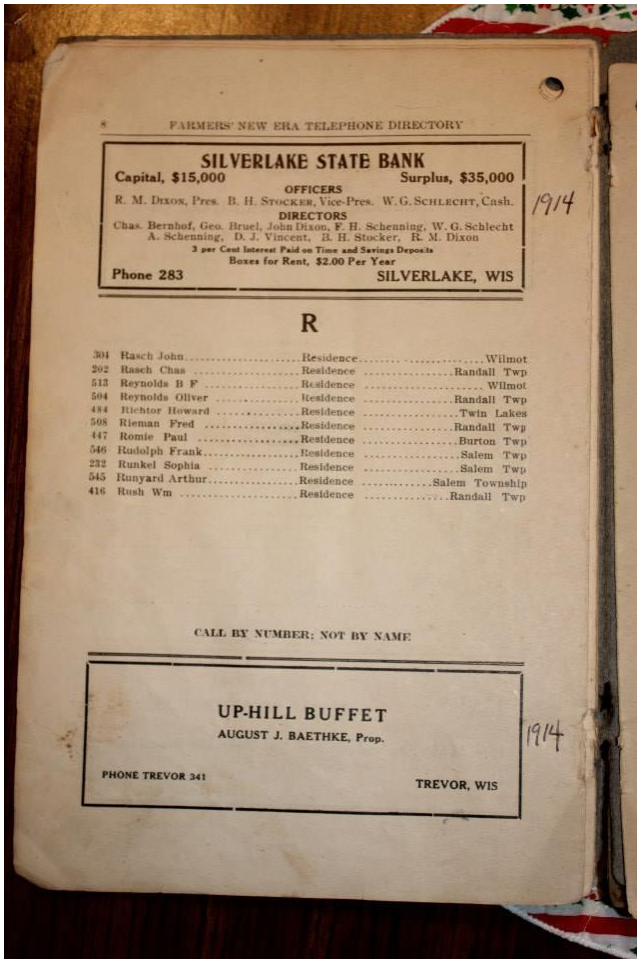 8 FARMERS' NEW ERA TELEPHONE DIRECTORY
SILVERLAKE STATE BANK
Capital, $15,000 Surplus, $35,000
OFFICERS
R. M. DIXON, Pres. B. H. STOCKER, Vice-Pres. W. G. SCHLECHT, Cash.
DIRECTORS
Chas. Bernhof, Geo. Bruel, John Dixon, F. H. Schenning, W. G. Schlecht
A. Schenning, D. J. Vincent, B. H. Stocker, R. M. Dixon
3 per Cent Interest Paid on Time and Savings Deposits
Boxes for Rent, $2.00 Per Year
Phone 283 SILVERLAKE, WIS
1914
R
304 Rasch John Residence Wilmot
202 Rasch Chas Residence Randall Twp
513 Reynolds B F Residence Wilmot
504 Reynolds Oliver Residence Randall Twp
484 Richtor Howard Residence Twin Lakes
508 Rieman Fred Residence Randall Twp
447 Romie Paul Residence Burton Twp
546 Rudolph Frank Residence Salem Twp
232 Runkel Sophia Residence Salem Twp
545 Runyard Arthur Residence Salem Township
416 Rush Wm Residence Randall Twp
CALL BY NUMBER; NOT BY NAME
UP-HILL BUFFET
AUGUST J. BAETHKE, Prop.
PHONE TREVOR 341 TREVOR, WIS
1914